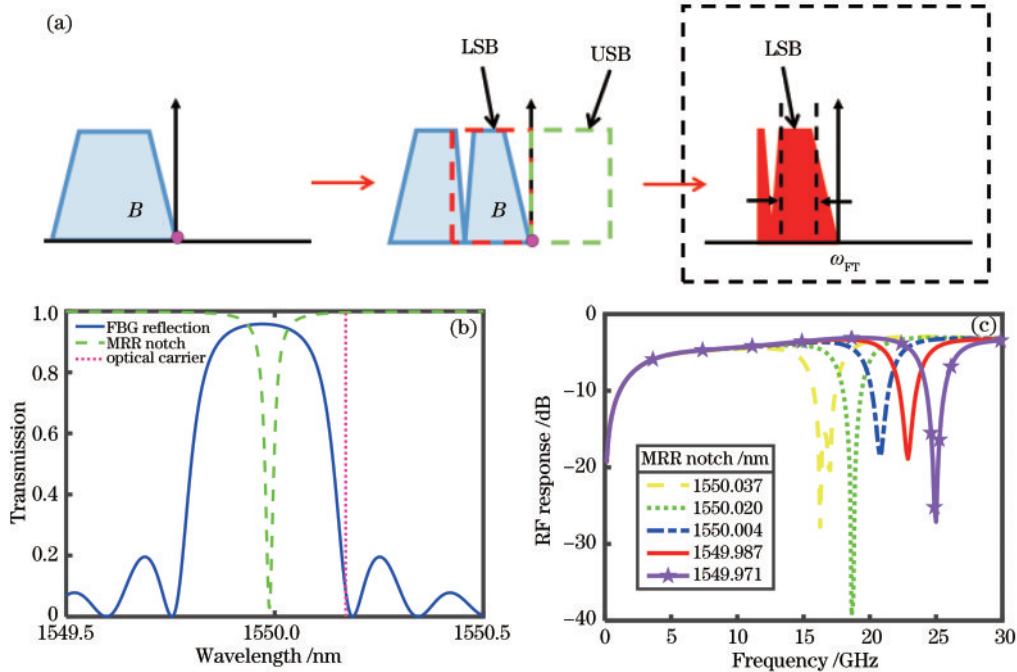 (a)
LSB
USB
LSB
B
B
ω_FT
(b)
1.0
0.8
0.6
0.4
0.2
0
Transmission
FBG reflection
MRR notch
optical carrier
1549.5
1550.0
1550.5
Wavelength /nm
(c)
0
−10
−20
−30
−40
RF response /dB
MRR notch /nm
1550.037
1550.020
1550.004
1549.987
1549.971
0
5
10
15
20
25
30
Frequency /GHz